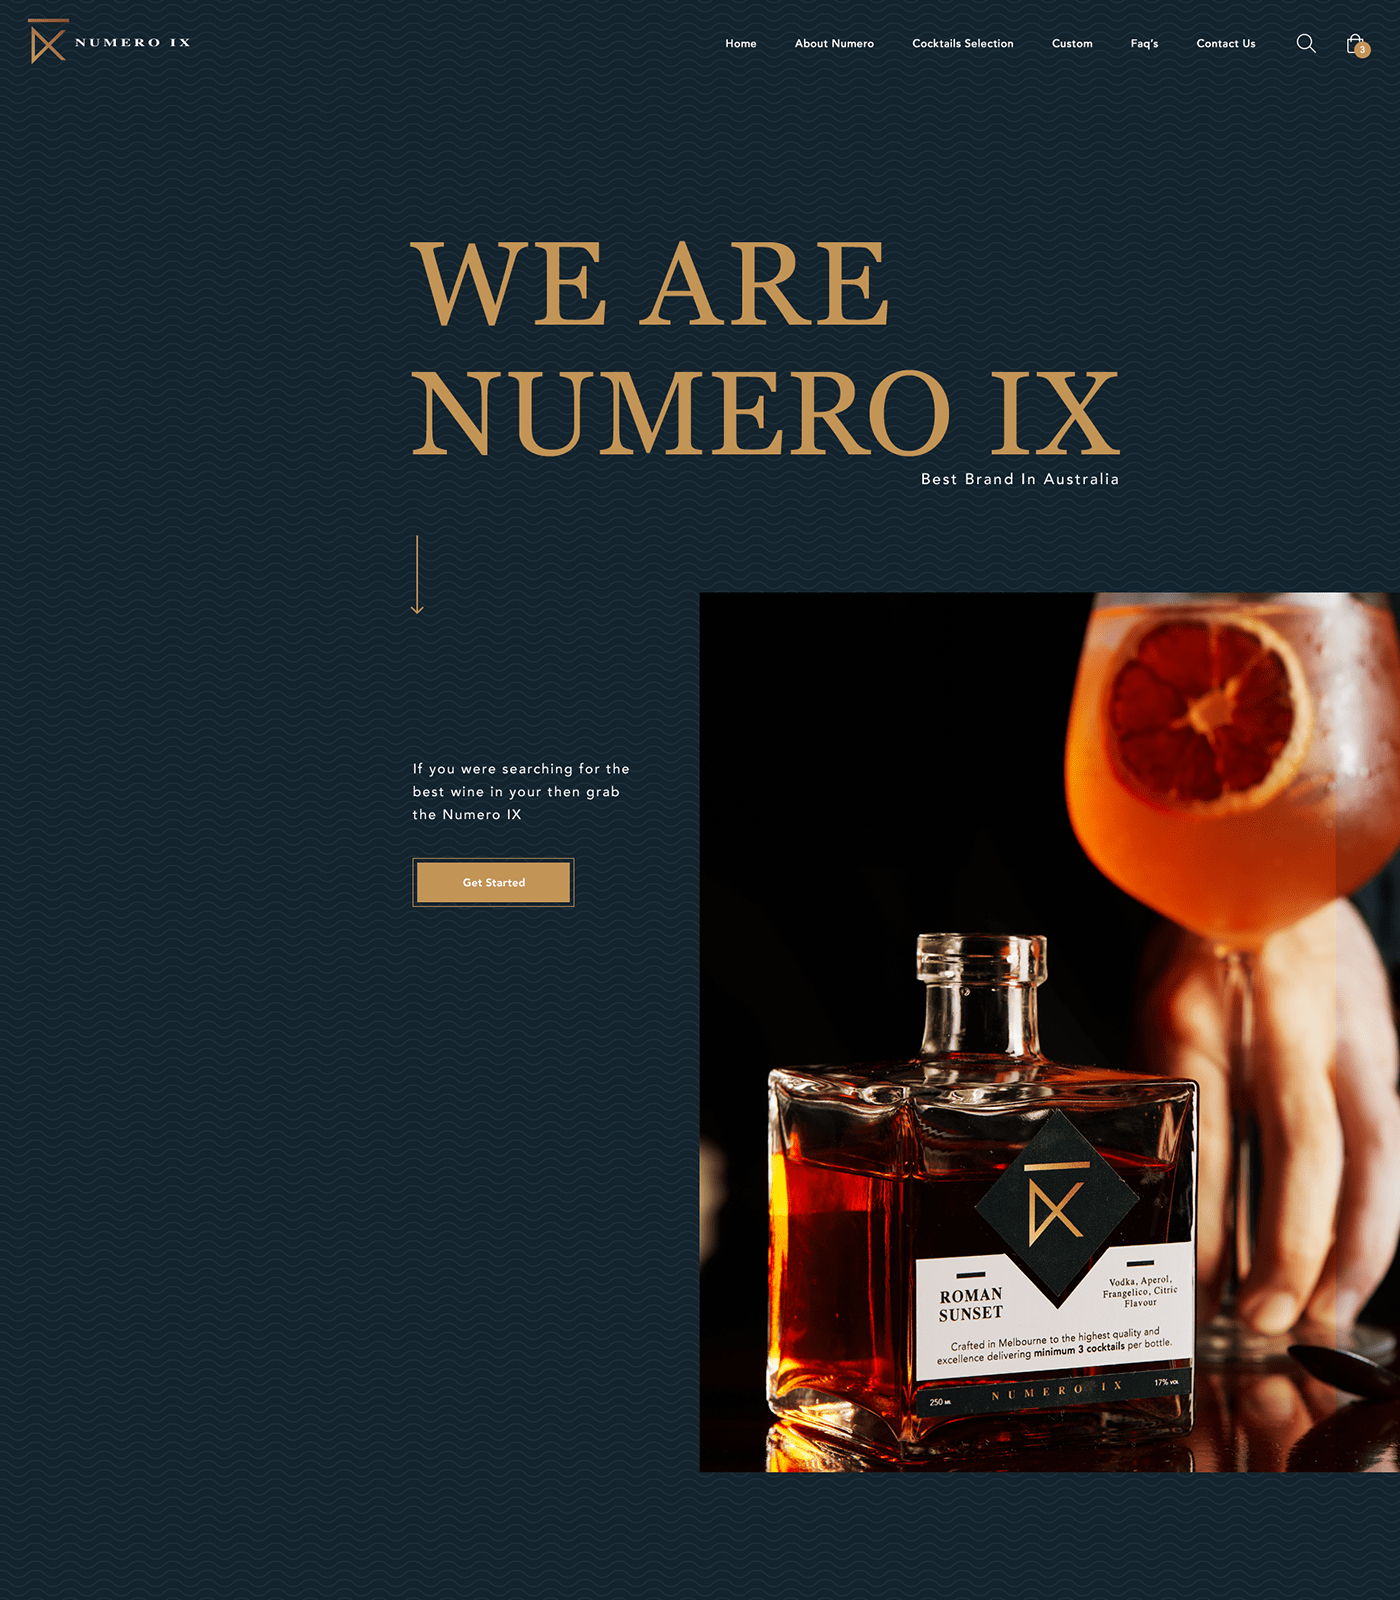 NUMERO IX
Home
About Numero
Cocktails Selection
Custom
Faq's
Contact Us
3
WE ARE
NUMERO IX
Best Brand In Australia
If you were searching for the
best wine in your then grab
the Numero IX
Get Started
ROMAN
SUNSET
Vodka, Aperol,
Frangelico, Citric
Flavour
Crafted in Melbourne to the highest quality and
excellence delivering minimum 3 cocktails per bottle.
250 ML
NUMERO IX
17% VOL